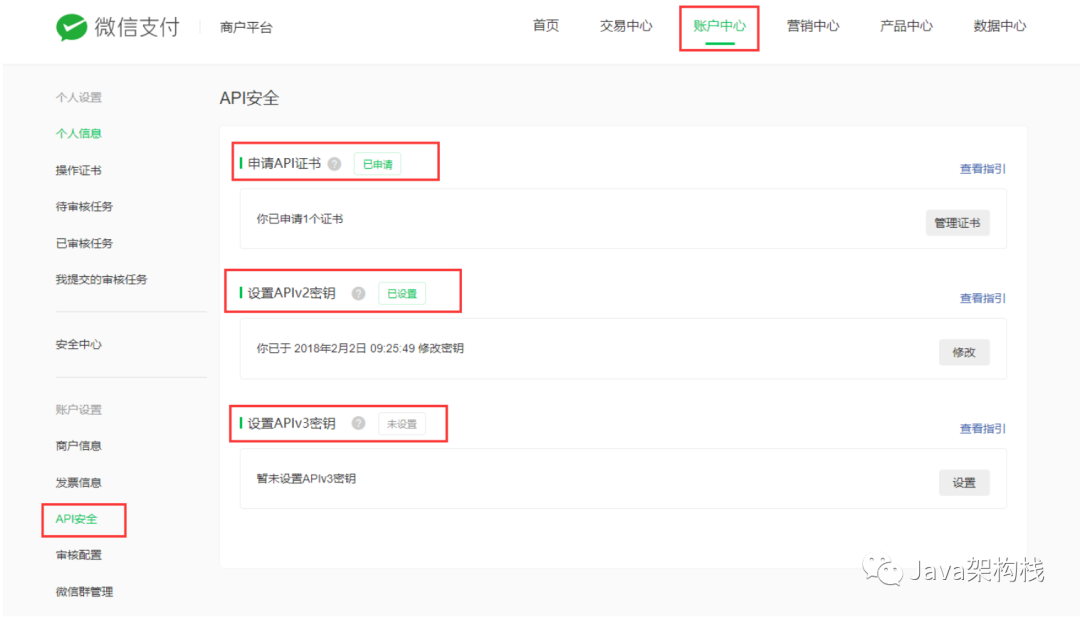 微信支付 商户平台 首页 交易中心 账户中心 营销中心 产品中心 数据中心
个人设置
个人信息
操作证书
待审核任务
已审核任务
我提交的审核任务
安全中心
账户设置
商户信息
发票信息
API安全
审核配置
微信群管理
API安全
申请API证书 ? 已申请 查看指引
你已申请1个证书 管理证书
设置APIv2密钥 ? 已设置 查看指引
你已于 2018年2月2日 09:25:49 修改密钥 修改
设置APIv3密钥 ? 未设置 查看指引
暂未设置APIv3密钥 设置
Java架构栈